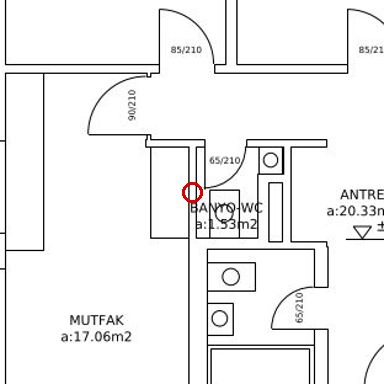 85/210
85/21
90/210
65/210
BANYO-WC
a:1.53m2
ANTRE
a:20.33m
±
65/210
MUTFAK
a:17.06m2